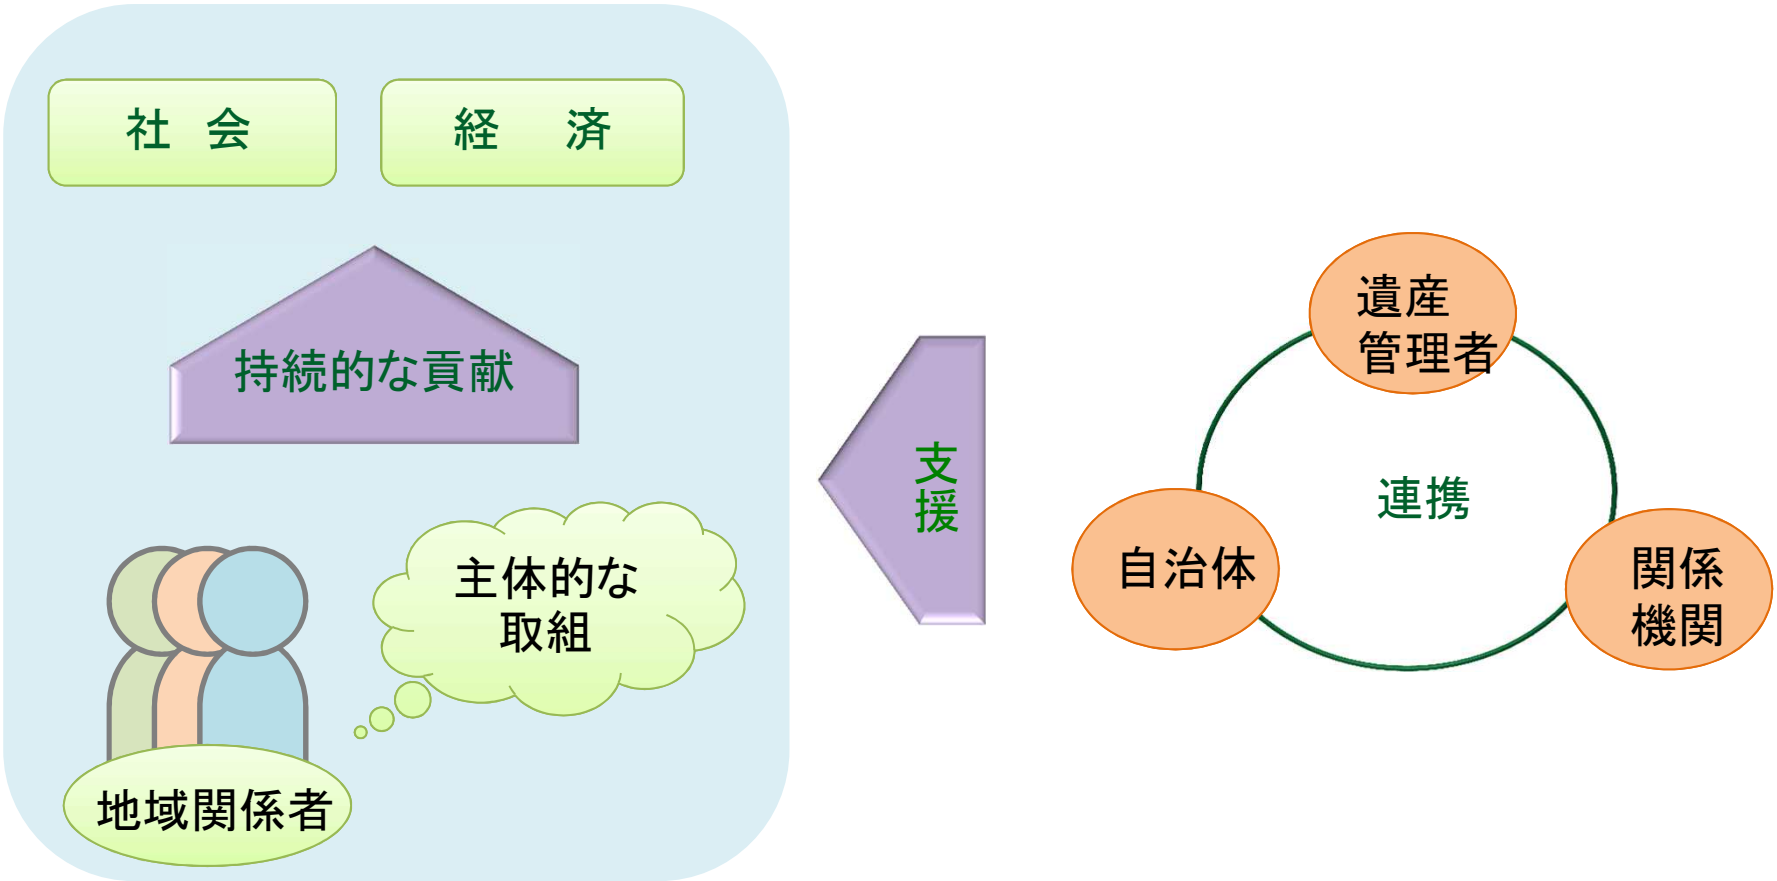 社 会
経 済
持続的な貢献
主体的な
取組
地域関係者
支援
遺産
管理者
連携
自治体
関係
機関